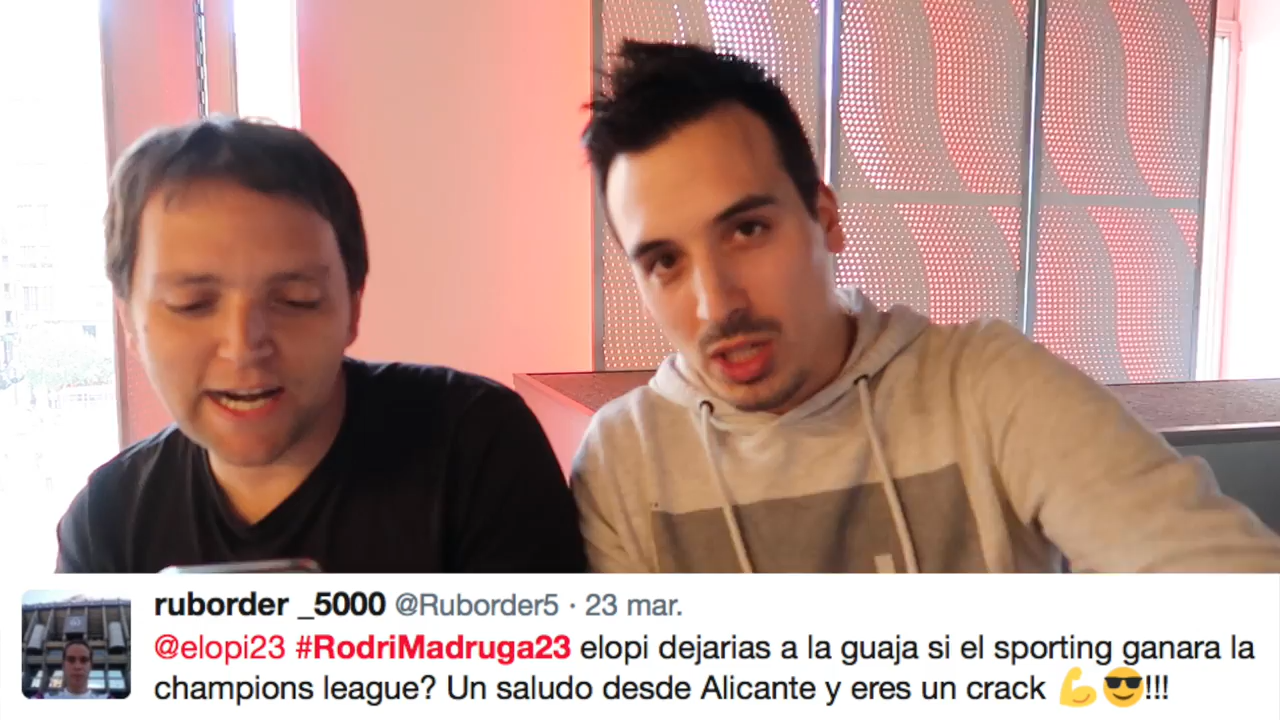 ruborder _5000 @Ruborder5 · 23 mar.
@elopi23 #RodriMadruga23 elopi dejarias a la guaja si el sporting ganara la
champions league? Un saludo desde Alicante y eres un crack 💪😎!!!